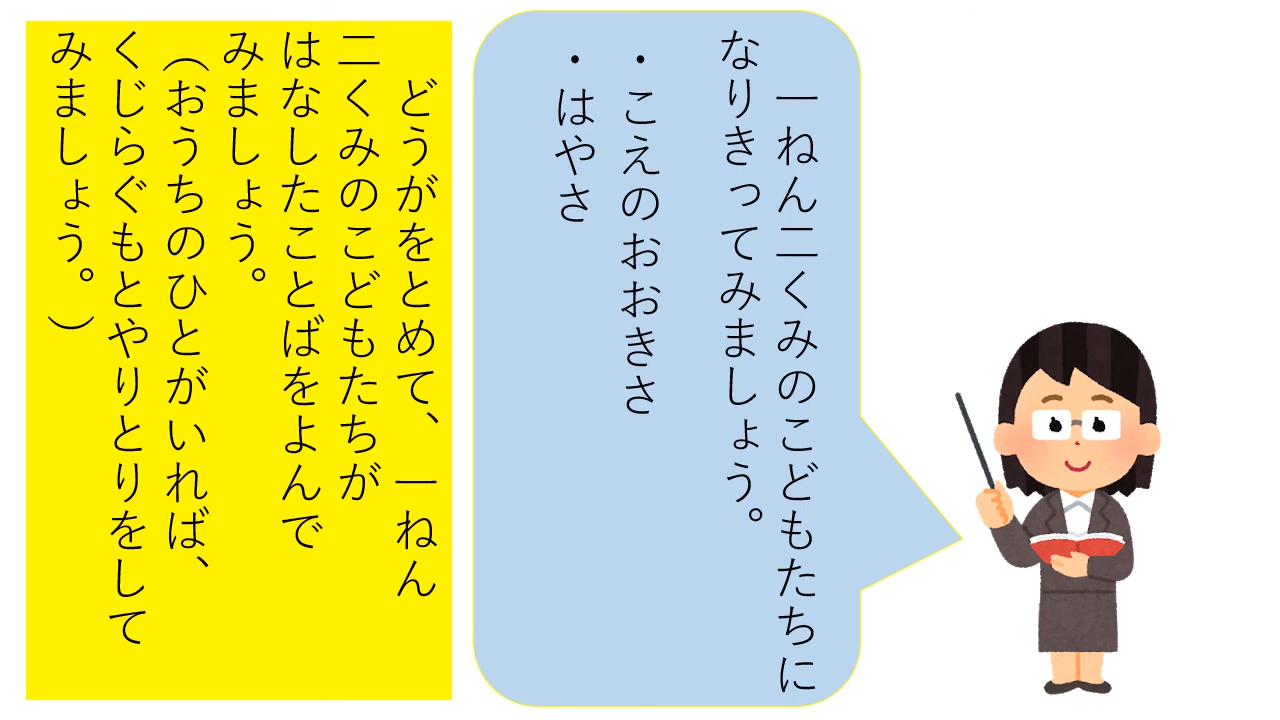 一ねん二くみのこどもたちに
なりきってみましょう。
・こえのおおきさ
・はやさ
どうがをとめて、一ねん
二くみのこどもたちが
はなしたことばをよんで
みましょう。
（おうちのひとがいれば、
くじらぐもとやりとりをして
みましょう。）